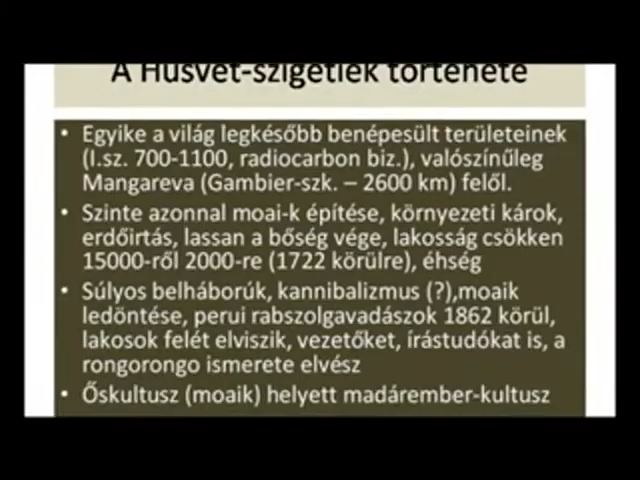 A Húsvét-szigetiek története
• Egyike a világ legkésőbb benépesült területeinek
(I.sz. 700-1100, radiocarbon biz.), valószínűleg
Mangareva (Gambier-szk. – 2600 km) felől.
• Szinte azonnal moai-k építése, környezeti károk,
erdőirtás, lassan a bőség vége, lakosság csökken
15000-ről 2000-re (1722 körülre), éhség
• Súlyos belháborúk, kannibalizmus (?),moaik
ledöntése, perui rabszolgavadászok 1862 körül,
lakosok felét elviszik, vezetőket, írástudókat is, a
rongorongo ismerete elvész
• Őskultusz (moaik) helyett madárember-kultusz